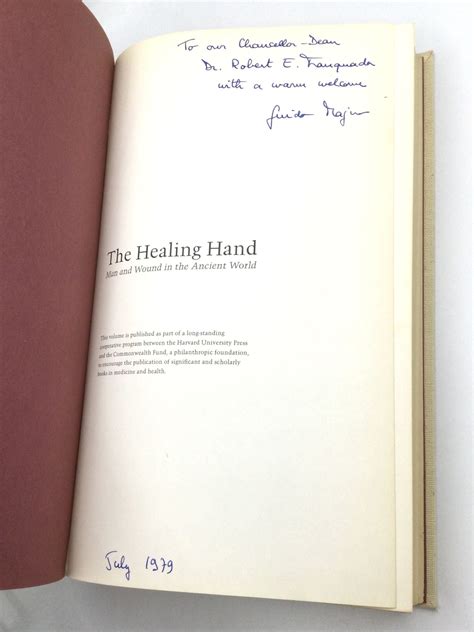 To our Chancellor-Dean
Dr. Robert E. Tranquada
with a warm welcome
Guido Majno
The Healing Hand
Man and Wound in the Ancient World
This volume is published as part of a long-standing
cooperative program between the Harvard University Press
and the Commonwealth Fund, a philanthropic foundation,
to encourage the publication of significant and scholarly
books in medicine and health.
July 1979